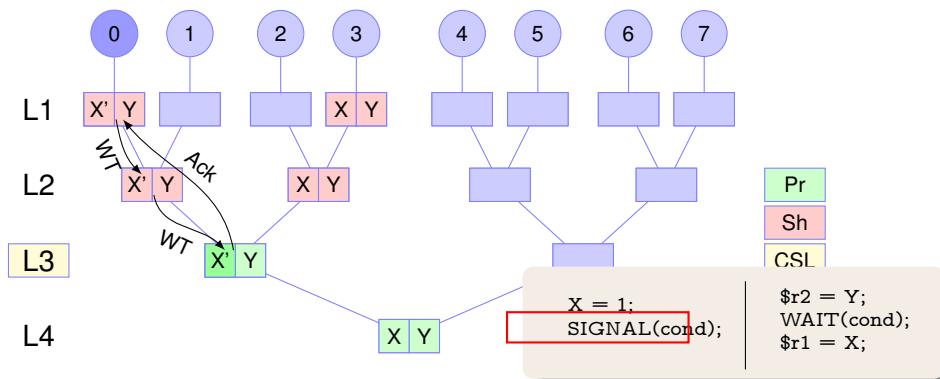 0 1 2 3 4 5 6 7
L1 X' Y X Y
WT Ack
L2 X' Y X Y Pr
WT Sh
L3 X' Y CSL
X = 1; $r2 = Y;
SIGNAL(cond); WAIT(cond);
L4 X Y $r1 = X;